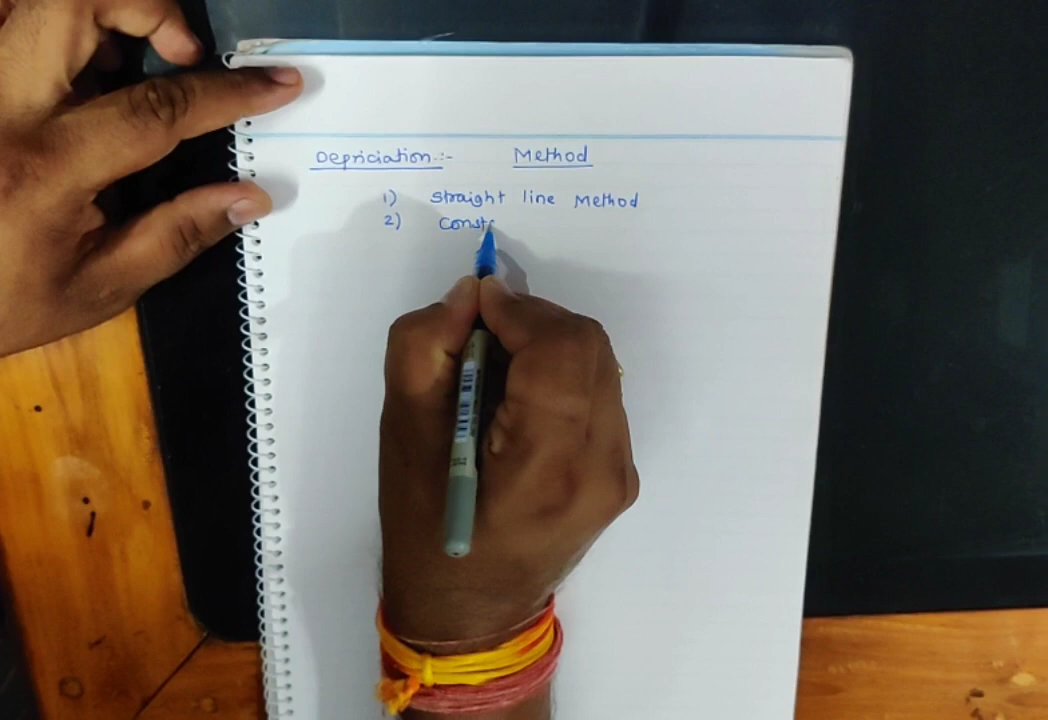 Depriciation :- Method
1) Straight line Method
2) Const